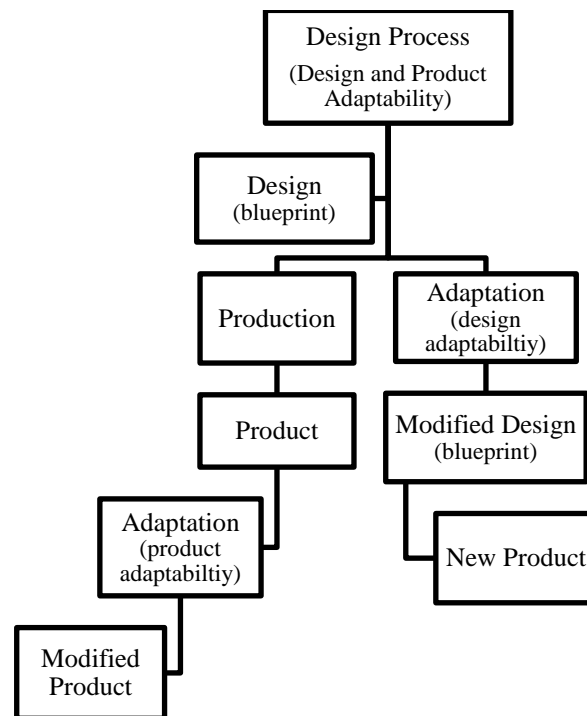 Design Process
(Design and Product
Adaptability)
Design
(blueprint)
Production
Adaptation
(design
adaptabiltiy)
Product
Modified Design
(blueprint)
Adaptation
(product
adaptabiltiy)
New Product
Modified
Product